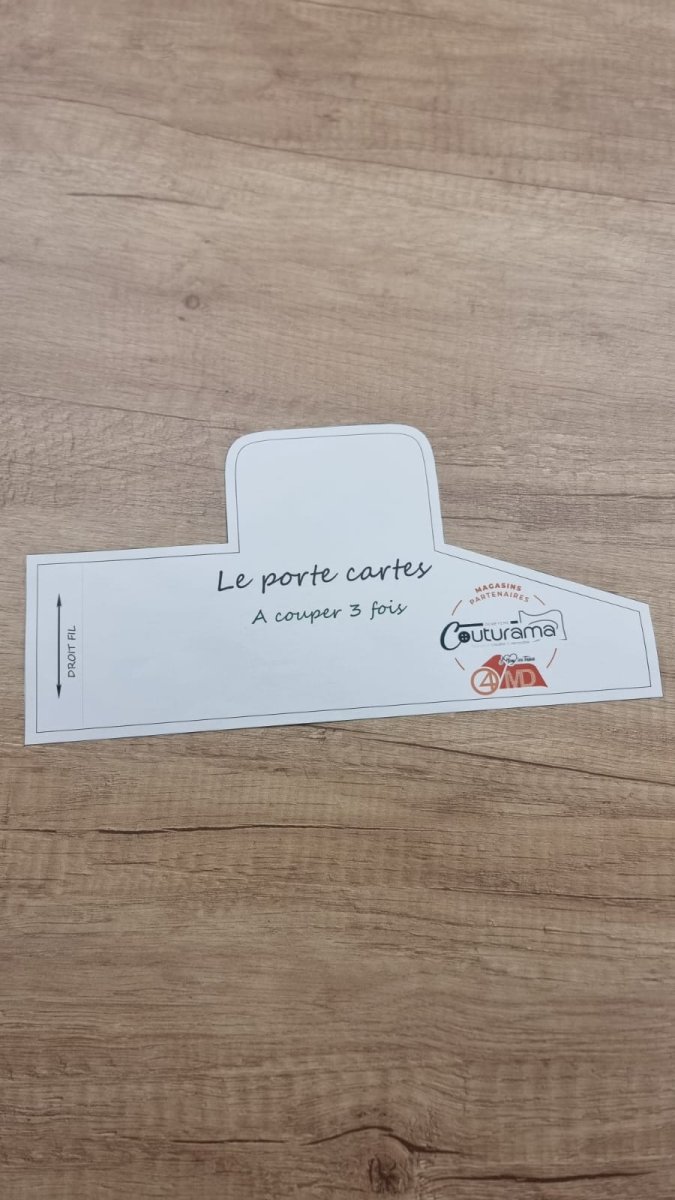 Le porte cartes
A couper 3 fois
DROIT FIL
MAGASINS
PARTENAIRES
Couturama
4MD